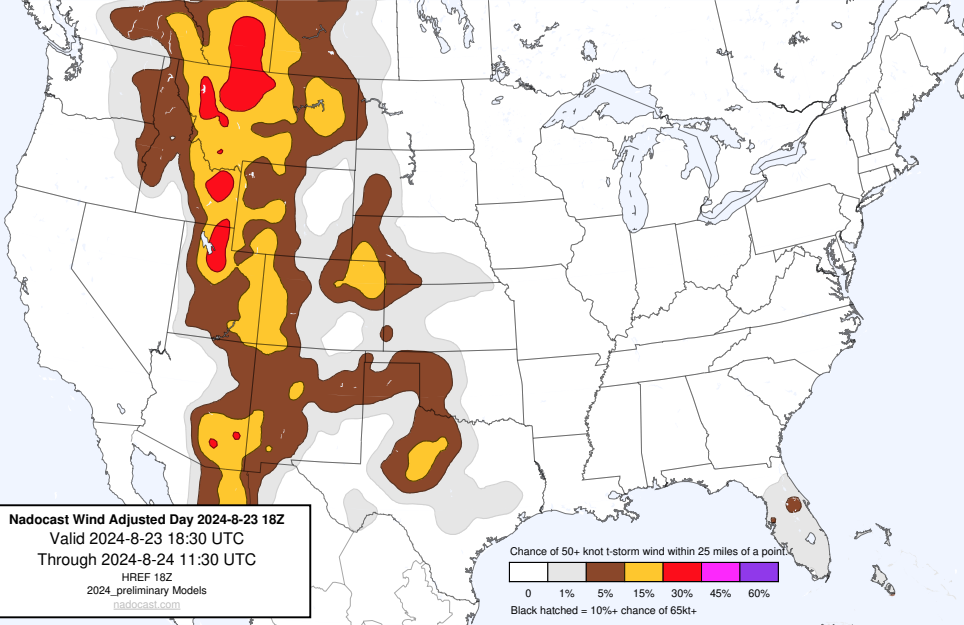 Nadocast Wind Adjusted Day 2024-8-23 18Z
Valid 2024-8-23 18:30 UTC
Through 2024-8-24 11:30 UTC
HREF 18Z
2024_preliminary Models
nadocast.com
Chance of 50+ knot t-storm wind within 25 miles of a point.
0 1% 5% 15% 30% 45% 60%
Black hatched = 10%+ chance of 65kt+